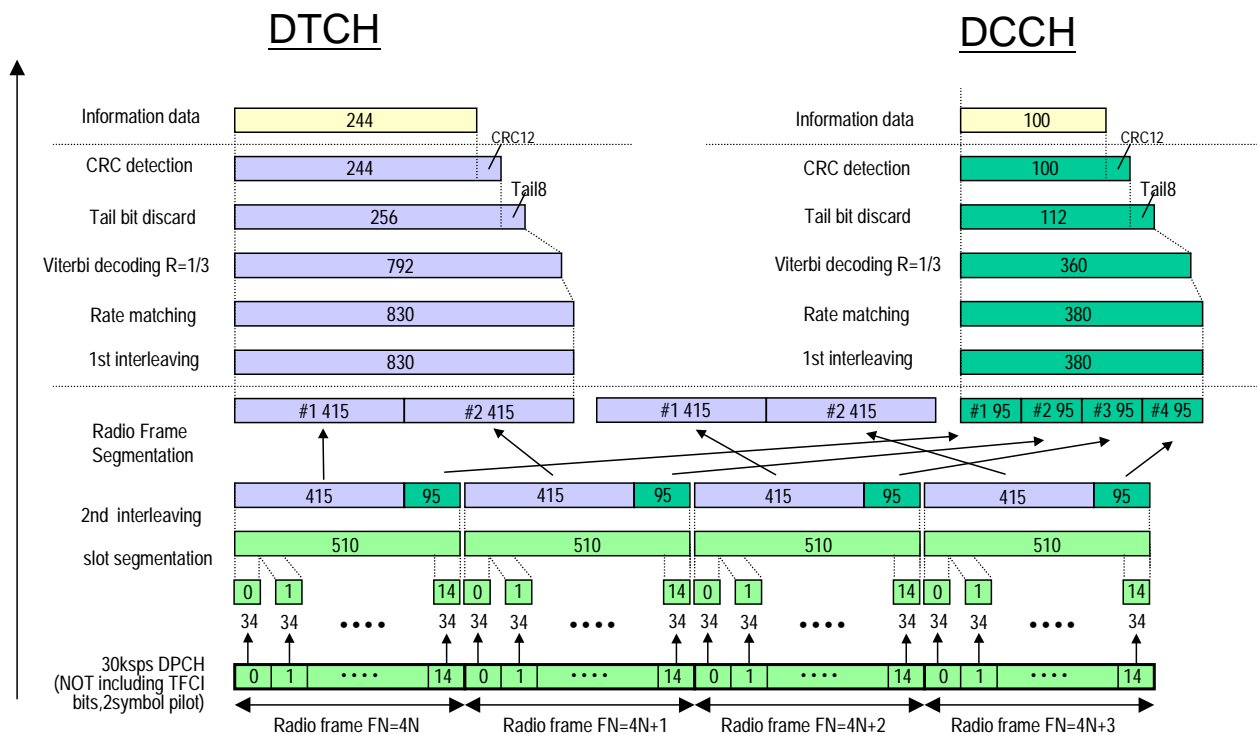 DTCH DCCH
Information data 244 Information data 100
CRC12 CRC12
CRC detection 244 CRC detection 100
Tail8 Tail8
Tail bit discard 256 Tail bit discard 112
Viterbi decoding R=1/3 792 Viterbi decoding R=1/3 360
Rate matching 830 Rate matching 380
1st interleaving 830 1st interleaving 380
#1 415 #2 415 #1 415 #2 415 #1 95 #2 95 #3 95 #4 95
Radio Frame
Segmentation
415 95 415 95 415 95 415 95
2nd interleaving
slot segmentation 510 510 510 510
0 1 14 0 1 14 0 1 14 0 1 14
34 34 •••• 34 34 34 •••• 34 34 34 •••• 34 34 34 •••• 34
30ksps DPCH
(NOT including TFCI
bits,2symbol pilot)
0 1 •••• 14 0 1 •••• 14 0 1 •••• 14 0 1 •••• 14
Radio frame FN=4N Radio frame FN=4N+1 Radio frame FN=4N+2 Radio frame FN=4N+3